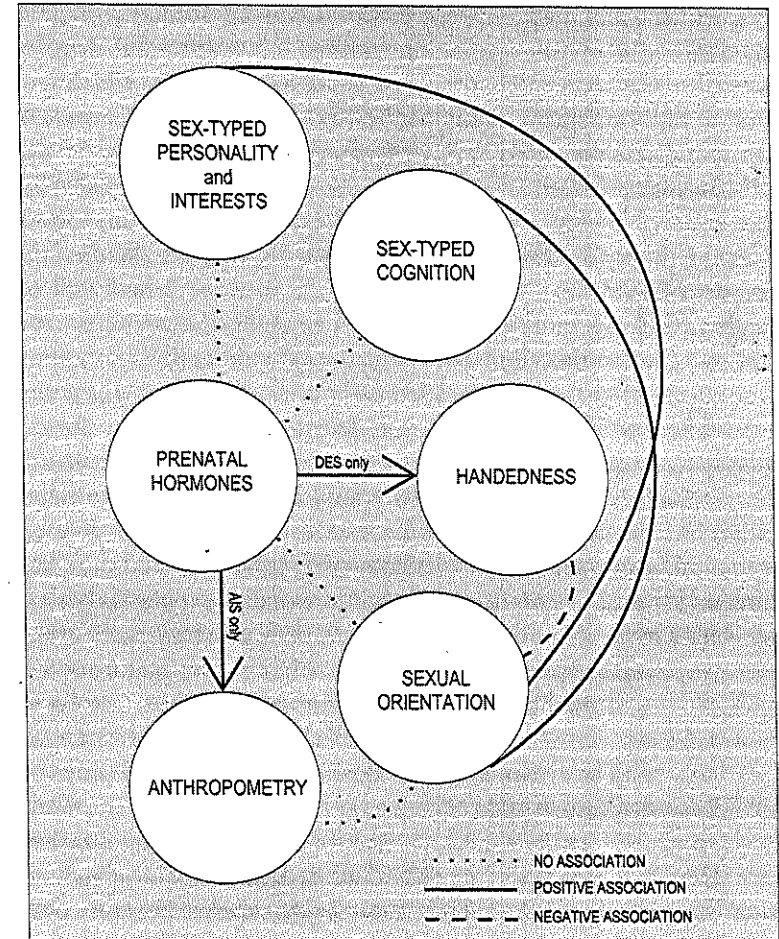 SEX-TYPED
PERSONALITY
and
INTERESTS
SEX-TYPED
COGNITION
PRENATAL
HORMONES
DES only
HANDEDNESS
AIS only
SEXUAL
ORIENTATION
ANTHROPOMETRY
NO ASSOCIATION
POSITIVE ASSOCIATION
NEGATIVE ASSOCIATION